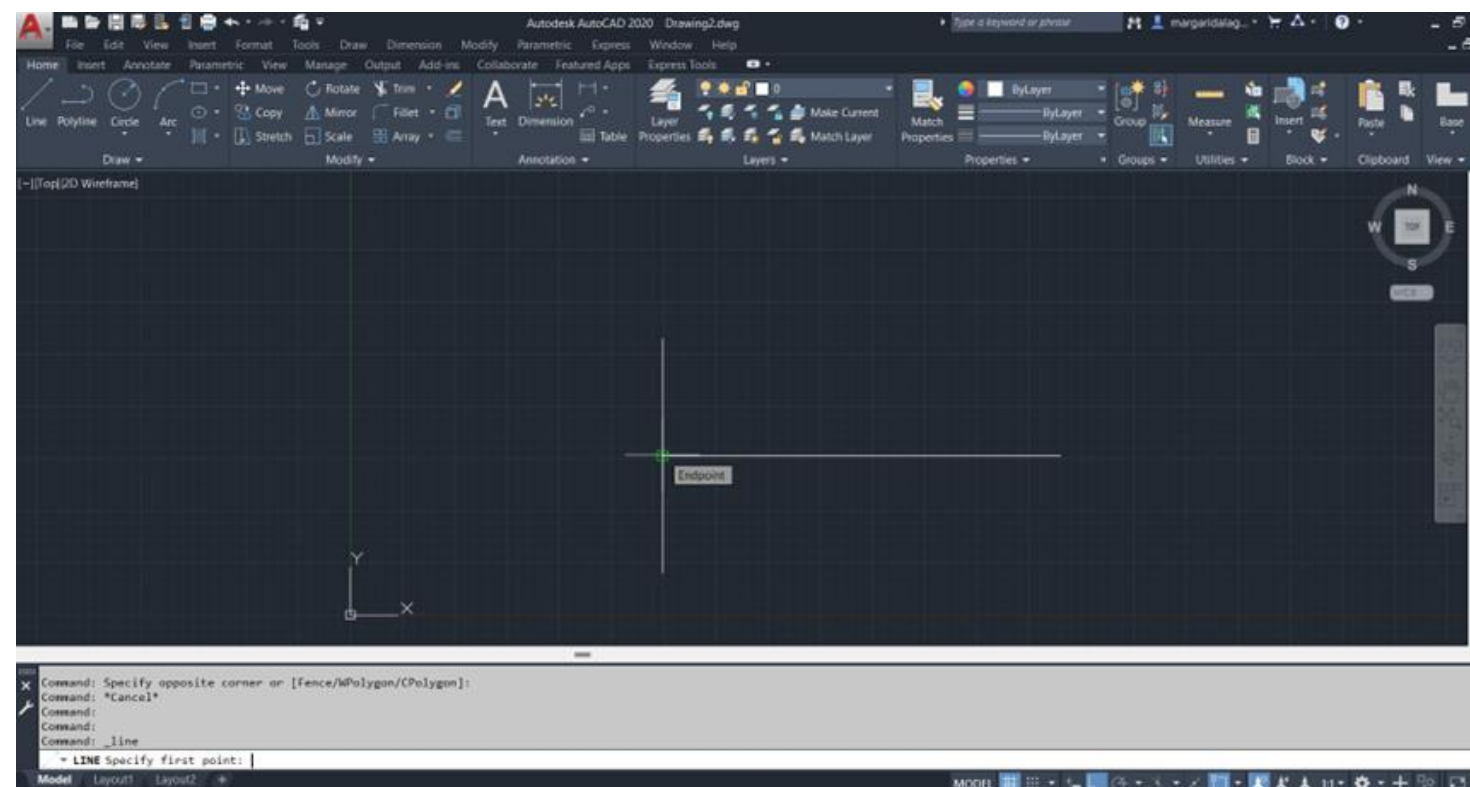 Autodesk AutoCAD 2020 Drawing2.dwg
Type a keyword or phrase
margaridalag...
File Edit View Insert Format Tools Draw Dimension Modify Parametric Express Window Help
Home Insert Annotate Parametric View Manage Output Add-ins Collaborate Featured Apps Express Tools
Move Rotate Trim
0
ByLayer
Copy Mirror Fillet
Make Current
ByLayer
Line Polyline Circle Arc
Text Dimension
Layer
Match
Group
Measure
Insert
Paste
Base
Stretch Scale Array
Table
Properties
Match Layer
Properties
ByLayer
Draw
Modify
Annotation
Layers
Properties
Groups
Utilities
Block
Clipboard
View
[−][Top][2D Wireframe]
N
W TOP E
S
WCS
Endpoint
Y
X
Command: Specify opposite corner or [Fence/WPolygon/CPolygon]:
Command: *Cancel*
Command:
Command:
Command: _line
LINE Specify first point:
Model Layout1 Layout2 +
MODEL
1:1